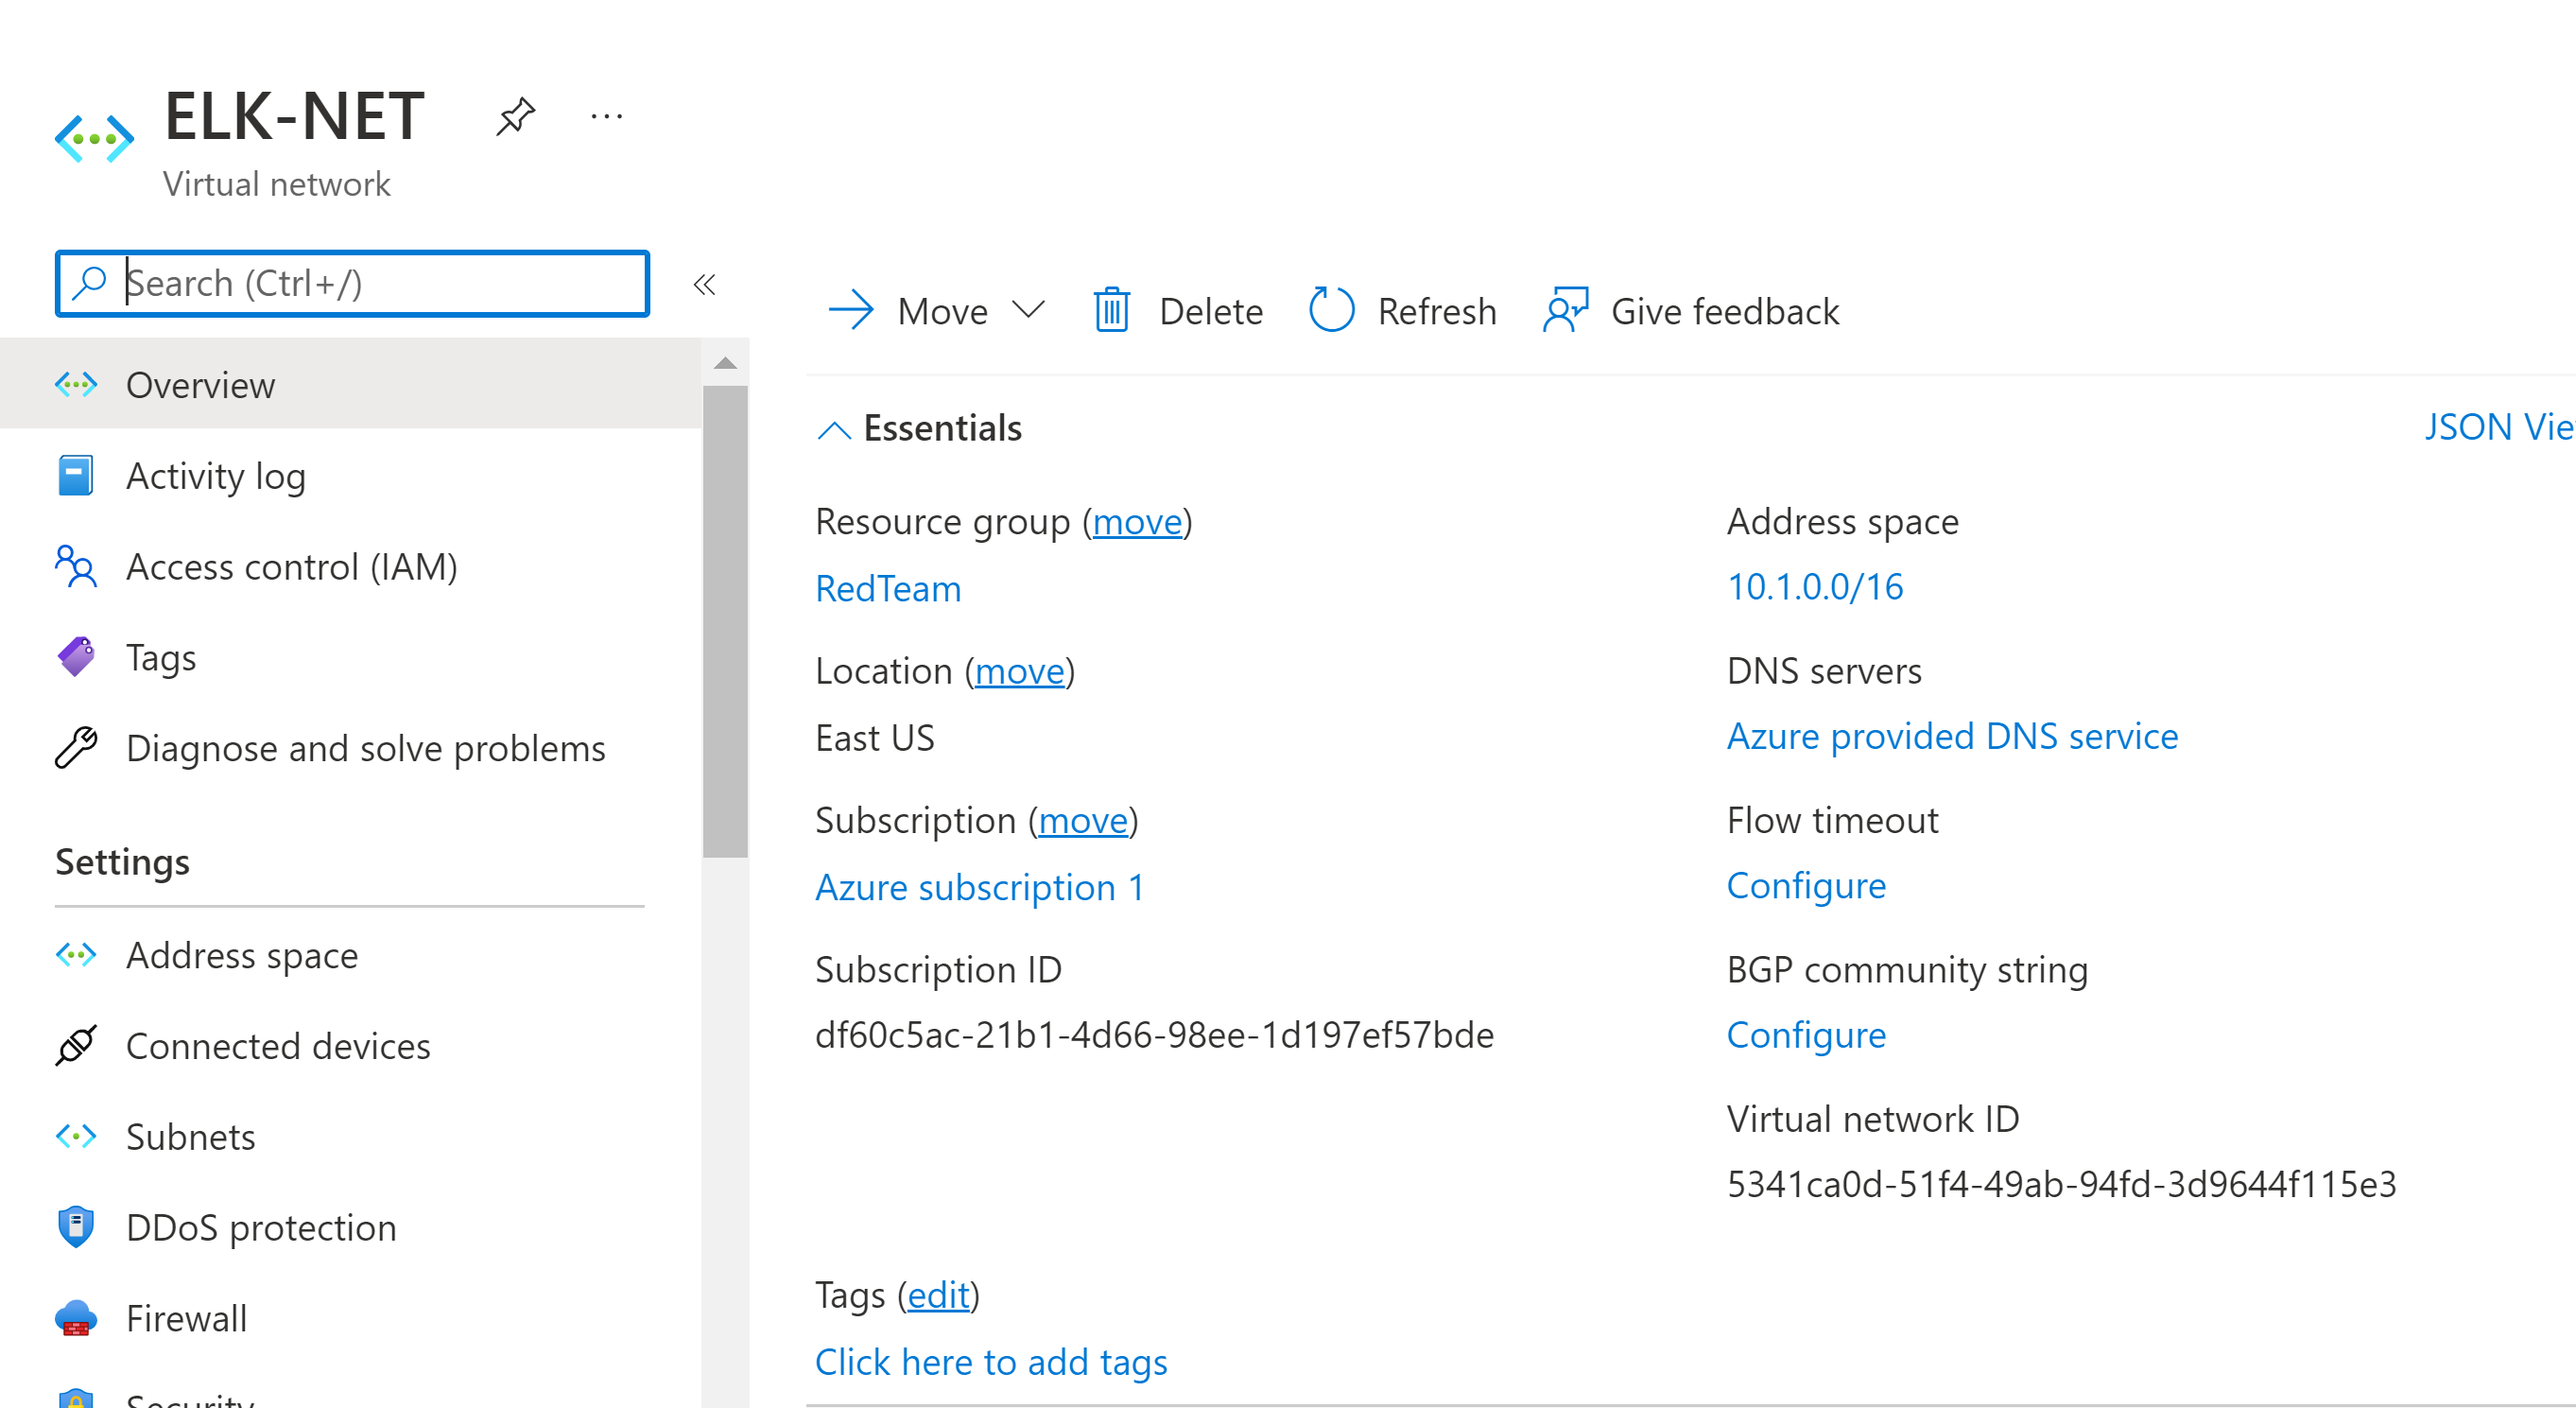 ELK-NET
Virtual network
Search (Ctrl+/)
Overview
Activity log
Access control (IAM)
Tags
Diagnose and solve problems
Settings
Address space
Connected devices
Subnets
DDoS protection
Firewall
Security
Move
Delete
Refresh
Give feedback
Essentials
JSON Vie
Resource group (move)
RedTeam
Location (move)
East US
Subscription (move)
Azure subscription 1
Subscription ID
df60c5ac-21b1-4d66-98ee-1d197ef57bde
Address space
10.1.0.0/16
DNS servers
Azure provided DNS service
Flow timeout
Configure
BGP community string
Configure
Virtual network ID
5341ca0d-51f4-49ab-94fd-3d9644f115e3
Tags (edit)
Click here to add tags